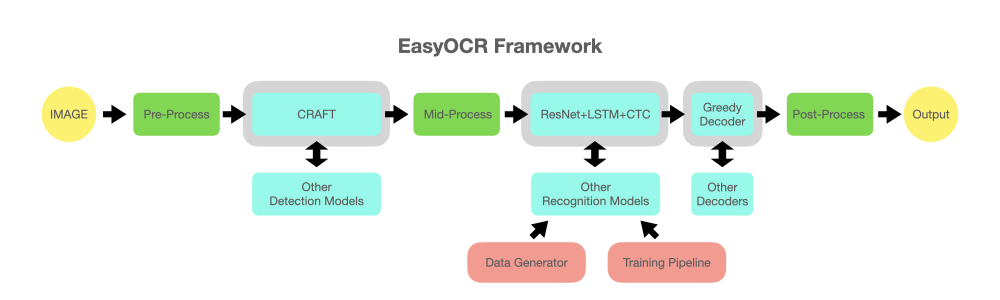 EasyOCR Framework
IMAGE
Pre-Process
CRAFT
Mid-Process
ResNet+LSTM+CTC
Greedy
Decoder
Post-Process
Output
Other
Detection Models
Other
Recognition Models
Other
Decoders
Data Generator
Training Pipeline